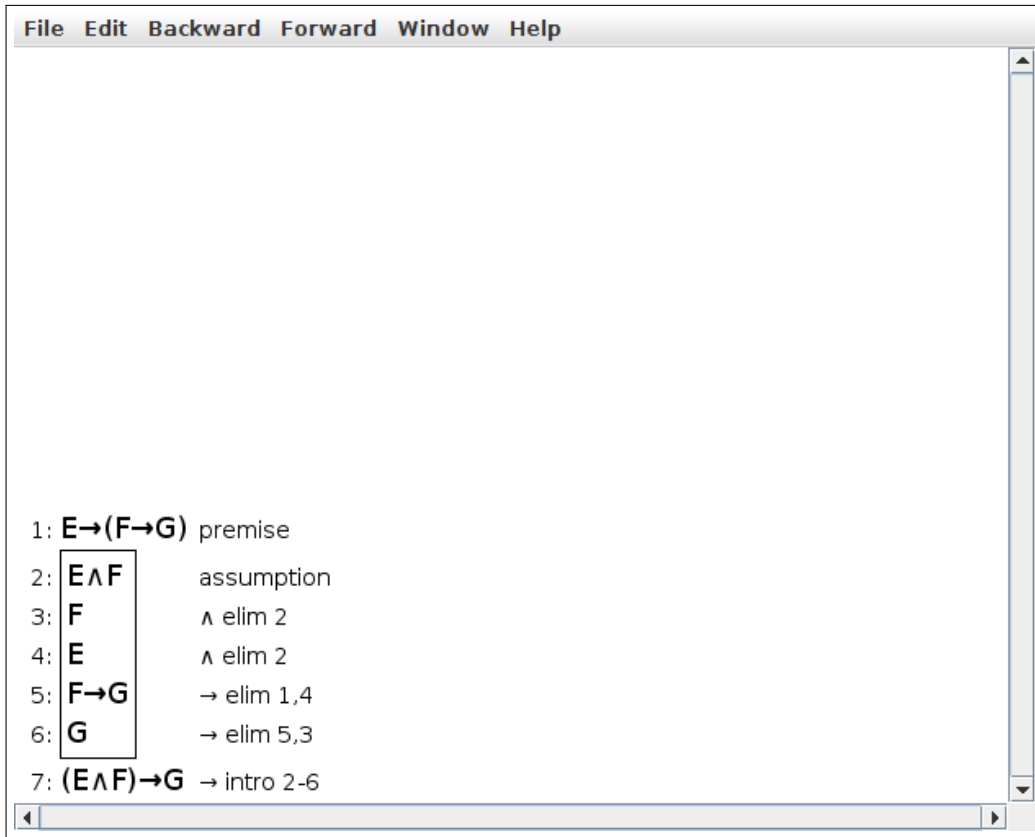 File Edit Backward Forward Window Help
1: E→(F→G) premise
2: E∧F assumption
3: F ∧ elim 2
4: E ∧ elim 2
5: F→G → elim 1,4
6: G → elim 5,3
7: (E∧F)→G → intro 2-6